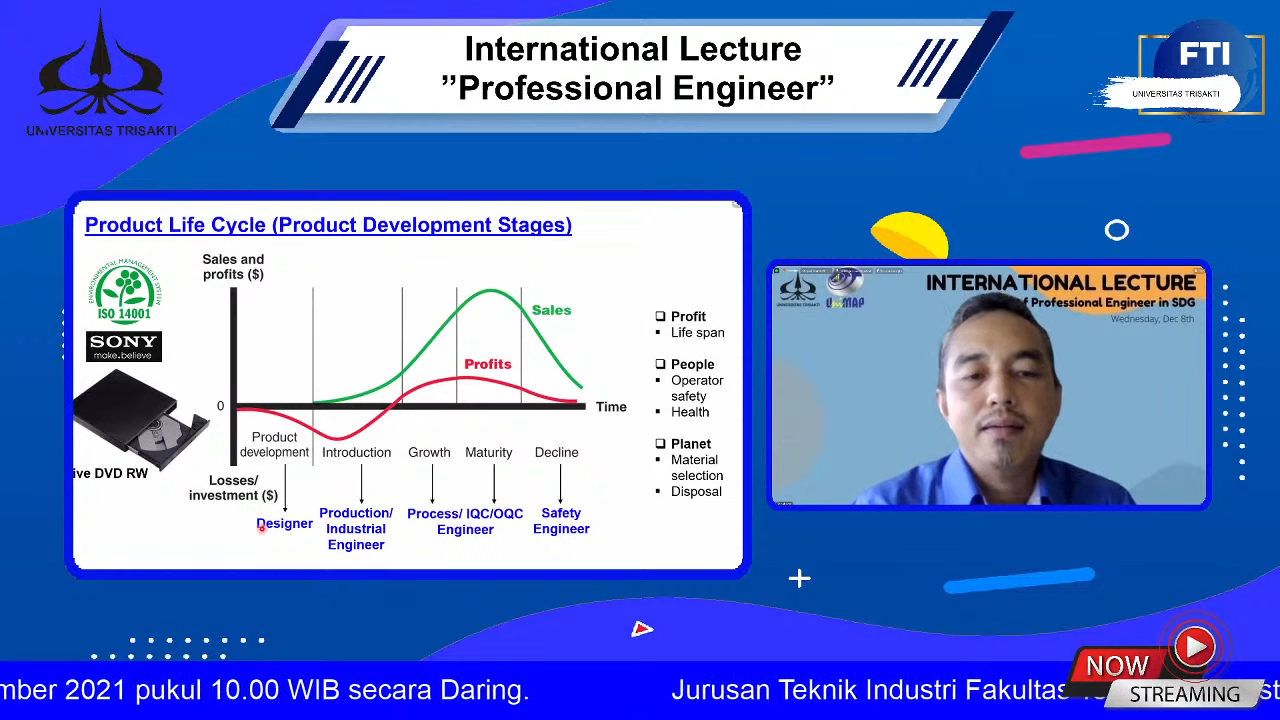 International Lecture
”Professional Engineer”
UNIVERSITAS TRISAKTI
FTI
UNIVERSITAS TRISAKTI
Product Life Cycle (Product Development Stages)
ENVIRONMENTAL MANAGEMENT SYSTEM
ISO 14001
SONY
make.believe
ive DVD RW
Sales and
profits ($)
Sales
Profits
0
Time
Product
development
Introduction
Growth
Maturity
Decline
Losses/
investment ($)
Designer
Production/
Industrial
Engineer
Process/ IQC/OQC
Engineer
Safety
Engineer
Profit
Life span
People
Operator
safety
Health
Planet
Material
selection
Disposal
INTERNATIONAL LECTURE
of Professional Engineer in SDG
Wednesday, Dec 8th
mber 2021 pukul 10.00 WIB secara Daring.
Jurusan Teknik Industri Fakultas
NOW
STREAMING